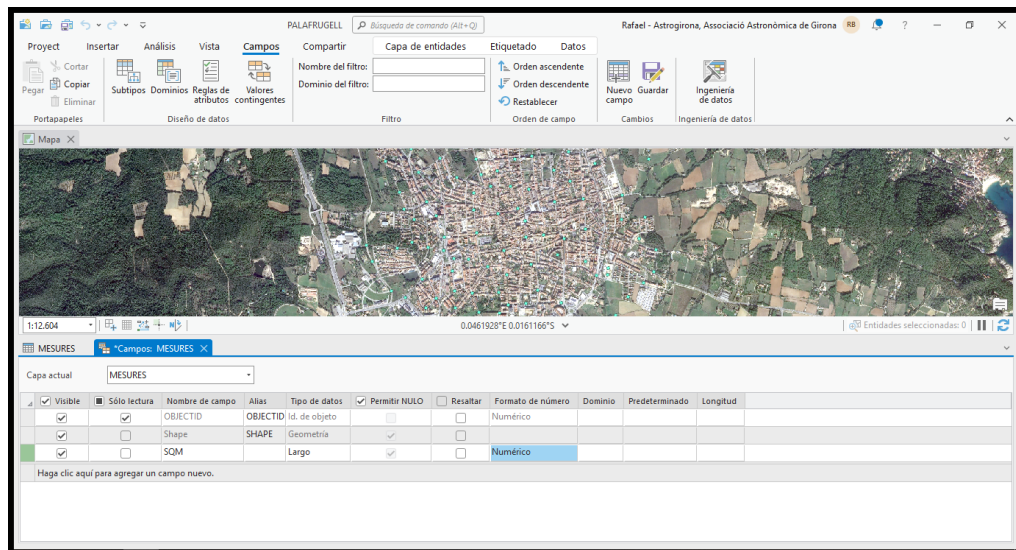 PALAFRUGELL Búsqueda de comando (Alt+Q) Rafael - Astrogirona, Associació Astronòmica de Girona RB ?
Proyect Insertar Análisis Vista Campos Compartir Capa de entidades Etiquetado Datos
Pegar Cortar Copiar Eliminar
Subtipos Dominios Reglas de atributos Valores contingentes
Nombre del filtro:
Dominio del filtro:
Orden ascendente
Orden descendente
Restablecer
Nuevo campo Guardar
Ingeniería de datos
Portapapeles Diseño de datos Filtro Orden de campo Cambios Ingeniería de datos
Mapa
1:12.604 0.0461928°E 0.0161166°S Entidades seleccionadas: 0
MESURES *Campos: MESURES
Capa actual MESURES
Visible Sólo lectura Nombre de campo Alias Tipo de datos Permitir NULO Resaltar Formato de número Dominio Predeterminado Longitud
OBJECTID OBJECTID Id. de objeto Numérico
Shape SHAPE Geometría
SQM Largo Numérico
Haga clic aquí para agregar un campo nuevo.